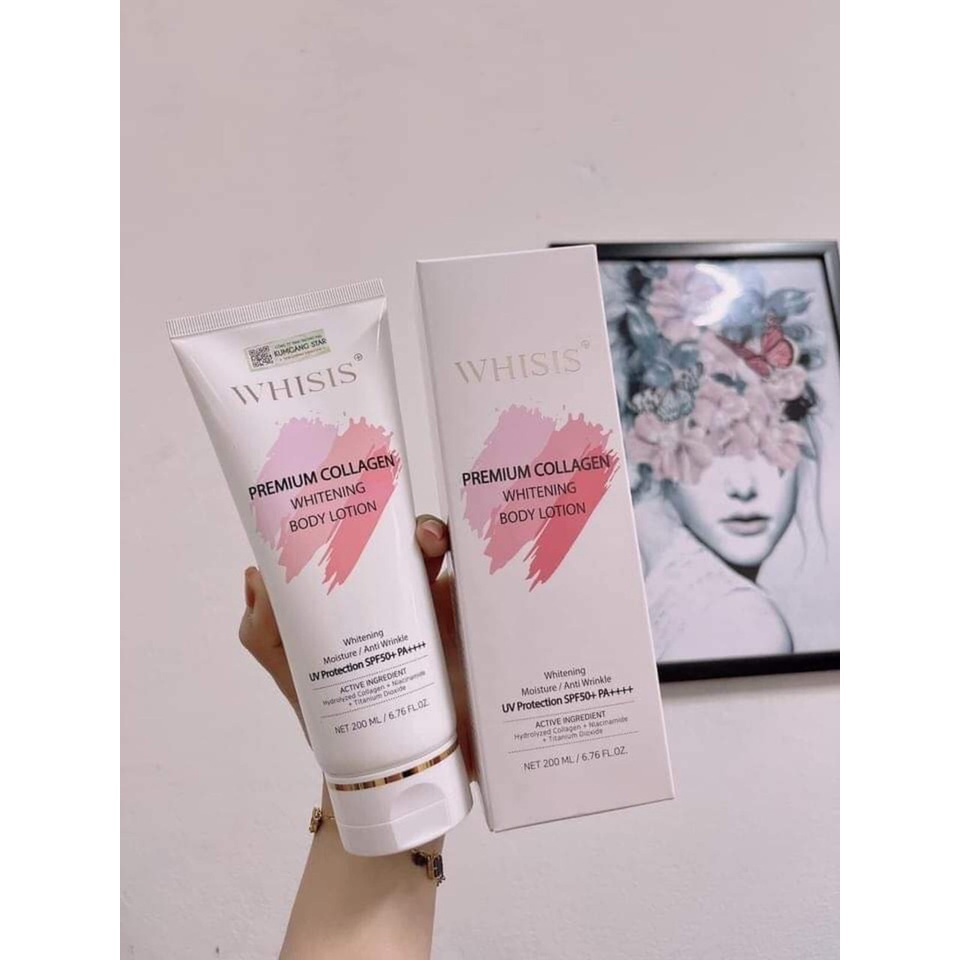 KUMGANG STAR
WHISIS
PREMIUM COLLAGEN
WHITENING
BODY LOTION
Whitening
Moisture / Anti Wrinkle
UV Protection SPF50+ PA++++
ACTIVE INGREDIENT
Hydrolyzed Collagen + Niacinamide
+ Titanium Dioxide
NET 200 ML / 6.76 FL.OZ.
WHISIS
PREMIUM COLLAGEN
WHITENING
BODY LOTION
Whitening
Moisture / Anti Wrinkle
UV Protection SPF50+ PA++++
ACTIVE INGREDIENT
Hydrolyzed Collagen + Niacinamide
+ Titanium Dioxide
NET 200 ML / 6.76 FL.OZ.